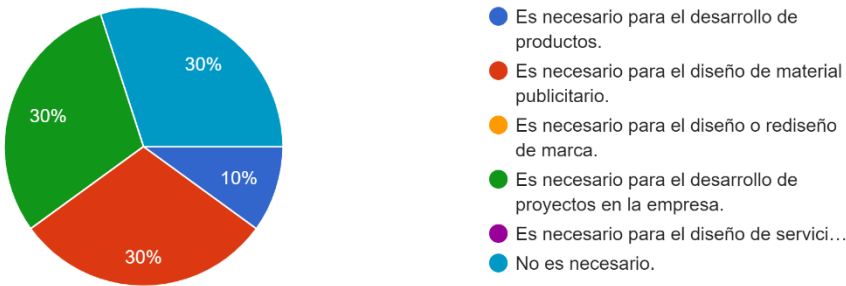 30%
30%
10%
30%
Es necesario para el desarrollo de
productos.
Es necesario para el diseño de material
publicitario.
Es necesario para el diseño o rediseño
de marca.
Es necesario para el desarrollo de
proyectos en la empresa.
Es necesario para el diseño de servici…
No es necesario.